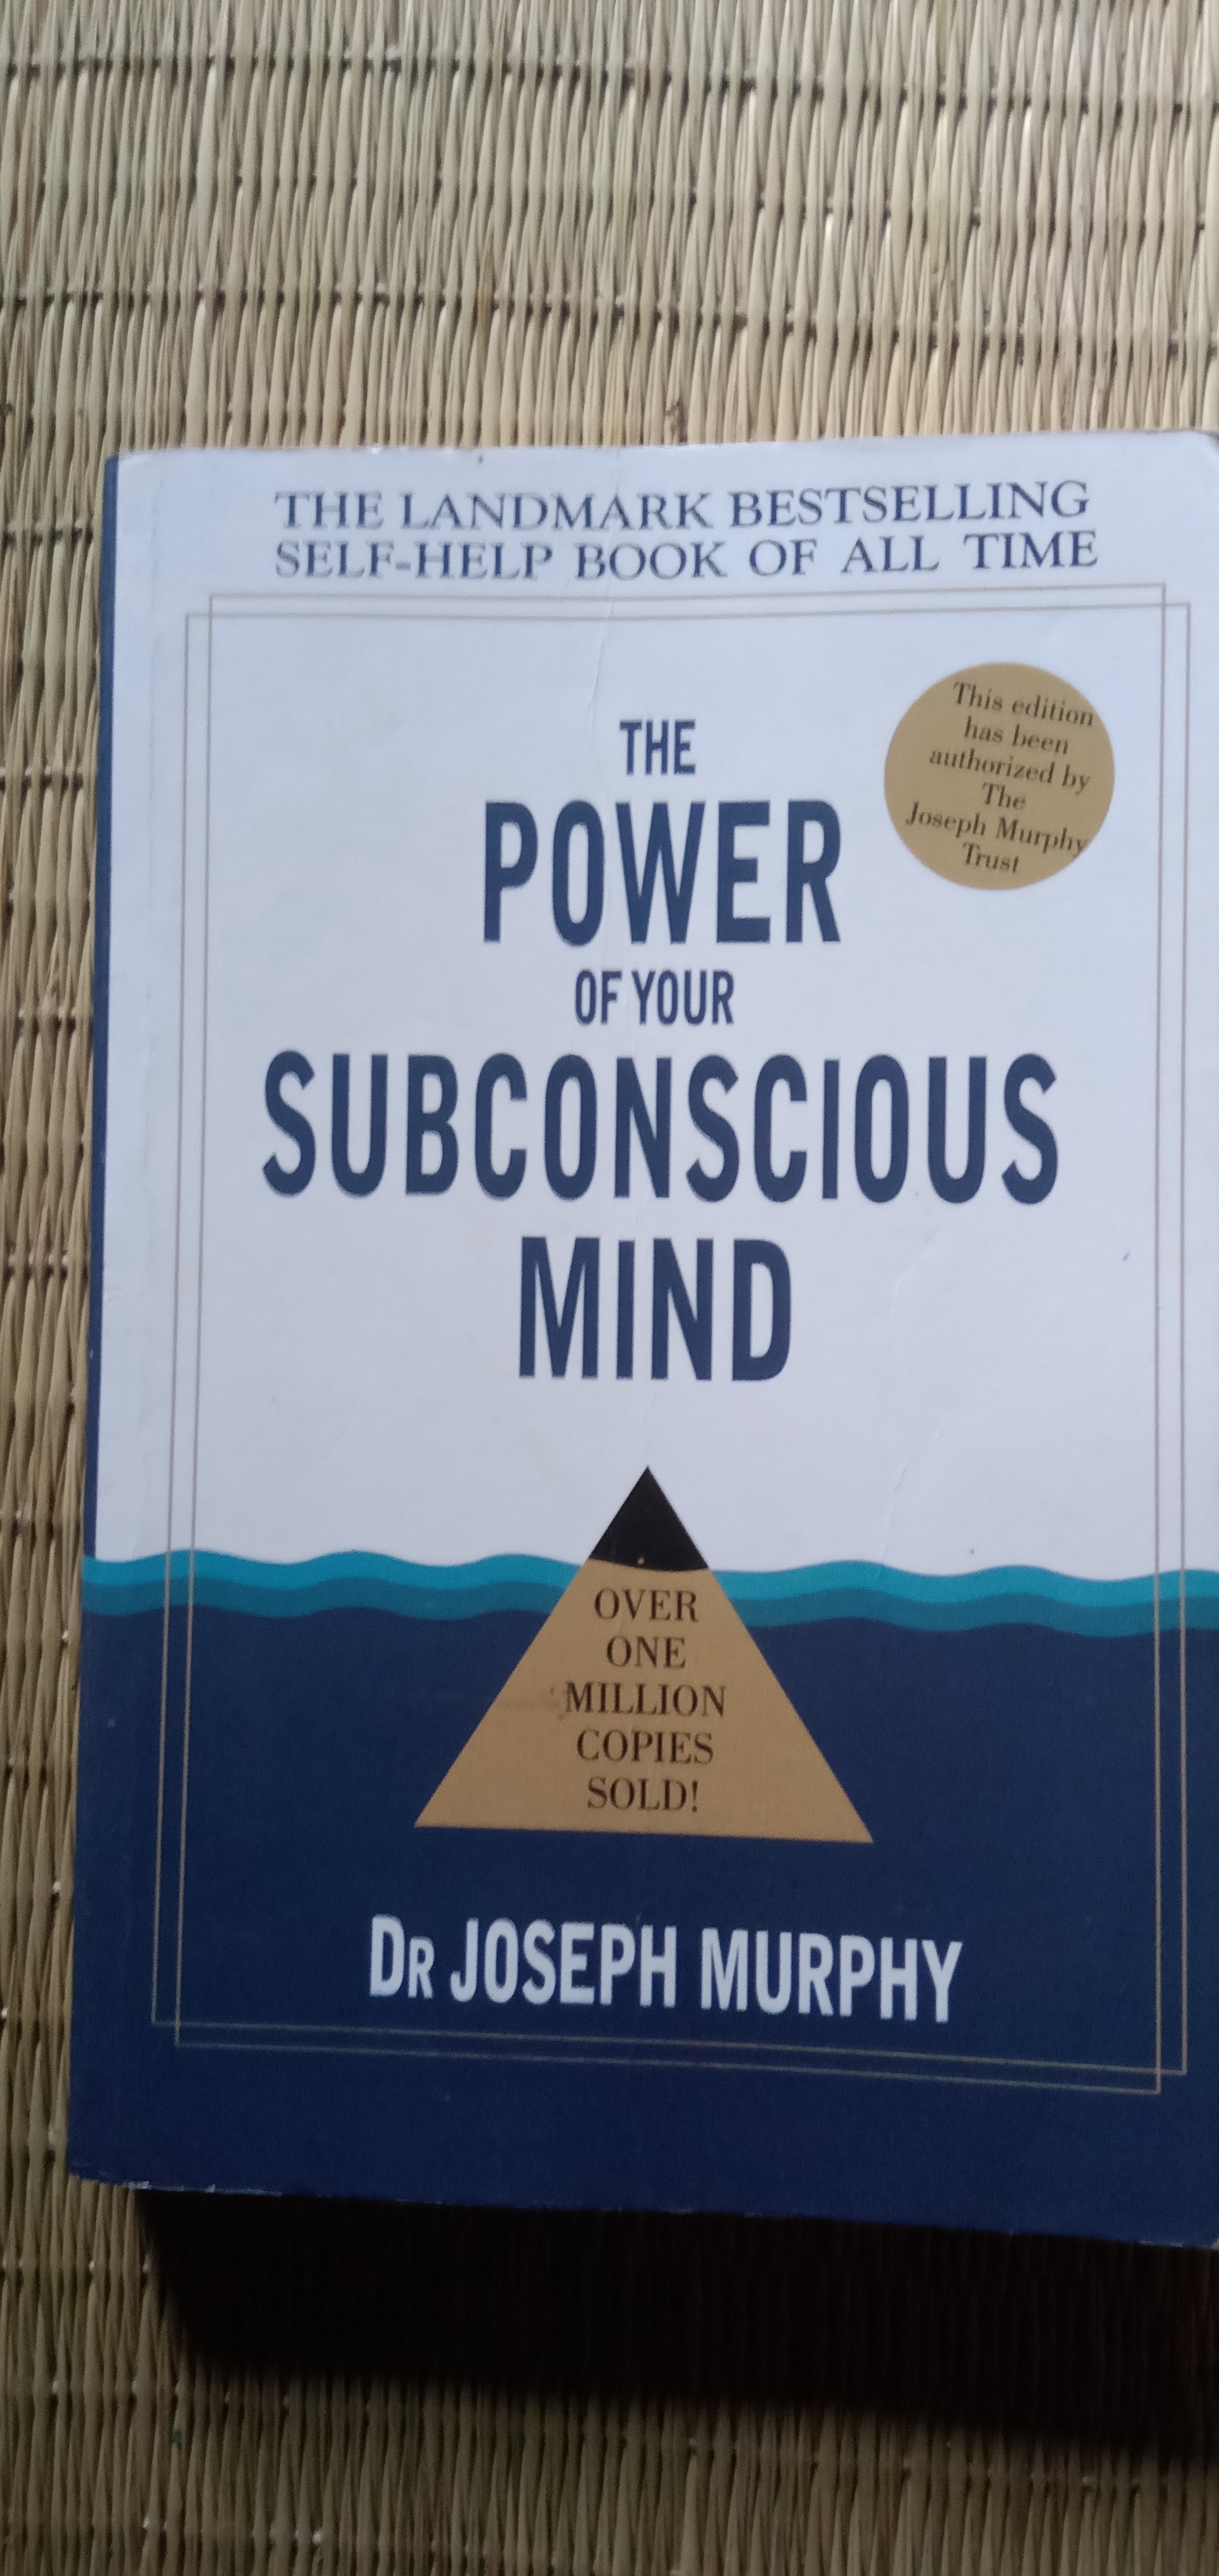 THE LANDMARK BESTSELLING
SELF-HELP BOOK OF ALL TIME
This edition
has been
authorized by
The
Joseph Murphy
Trust
THE
POWER
OF YOUR
SUBCONSCIOUS
MIND
OVER
ONE
MILLION
COPIES
SOLD!
DR JOSEPH MURPHY